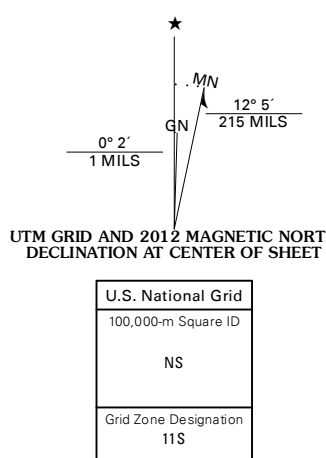 MN
GN
12° 5´
215 MILS
0° 2´
1 MILS
UTM GRID AND 2012 MAGNETIC NORT
DECLINATION AT CENTER OF SHEET
U.S. National Grid
100,000-m Square ID
NS
Grid Zone Designation
11S